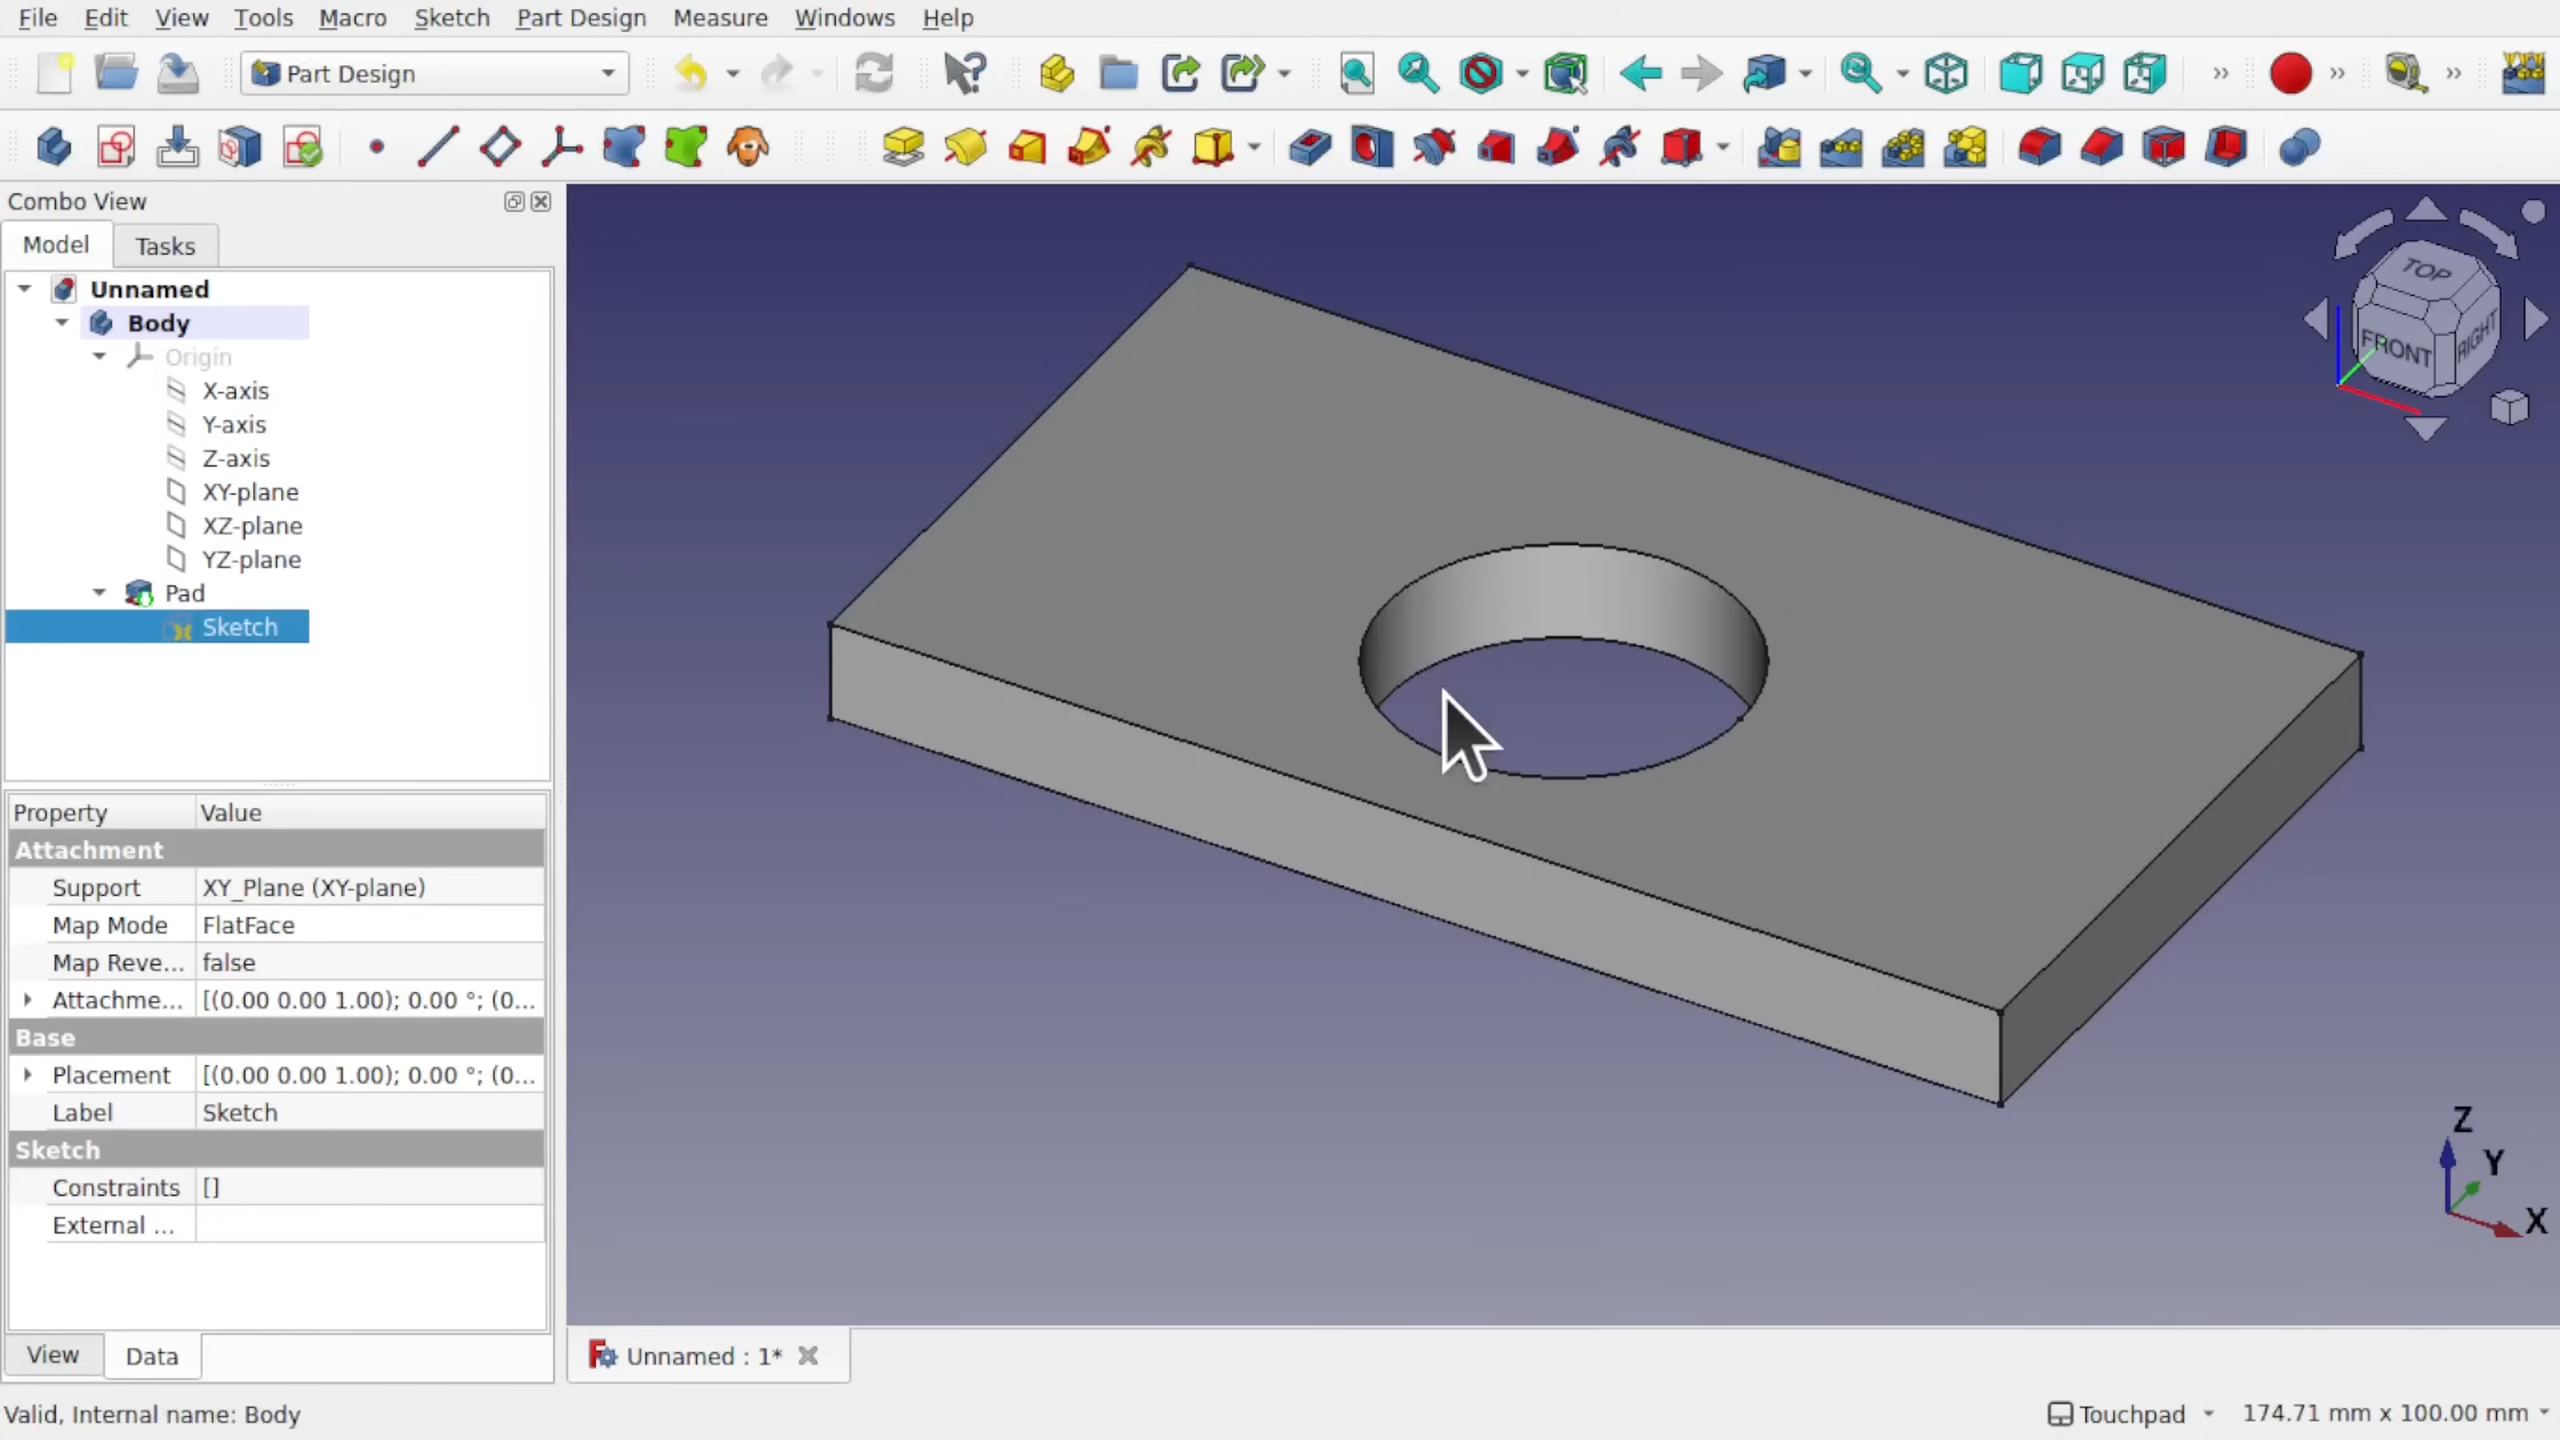 File Edit View Tools Macro Sketch Part Design Measure Windows Help
Part Design
Combo View
Model Tasks
Unnamed
Body
Origin
X-axis
Y-axis
Z-axis
XY-plane
XZ-plane
YZ-plane
Pad
Sketch
Property Value
Attachment
Support XY_Plane (XY-plane)
Map Mode FlatFace
Map Reve... false
Attachme... [(0.00 0.00 1.00); 0.00 °; (0...
Base
Placement [(0.00 0.00 1.00); 0.00 °; (0...
Label Sketch
Sketch
Constraints []
External ...
View Data
TOP
FRONT
RIGHT
Z
Y
X
Unnamed : 1*
Valid, Internal name: Body
Touchpad 174.71 mm x 100.00 mm